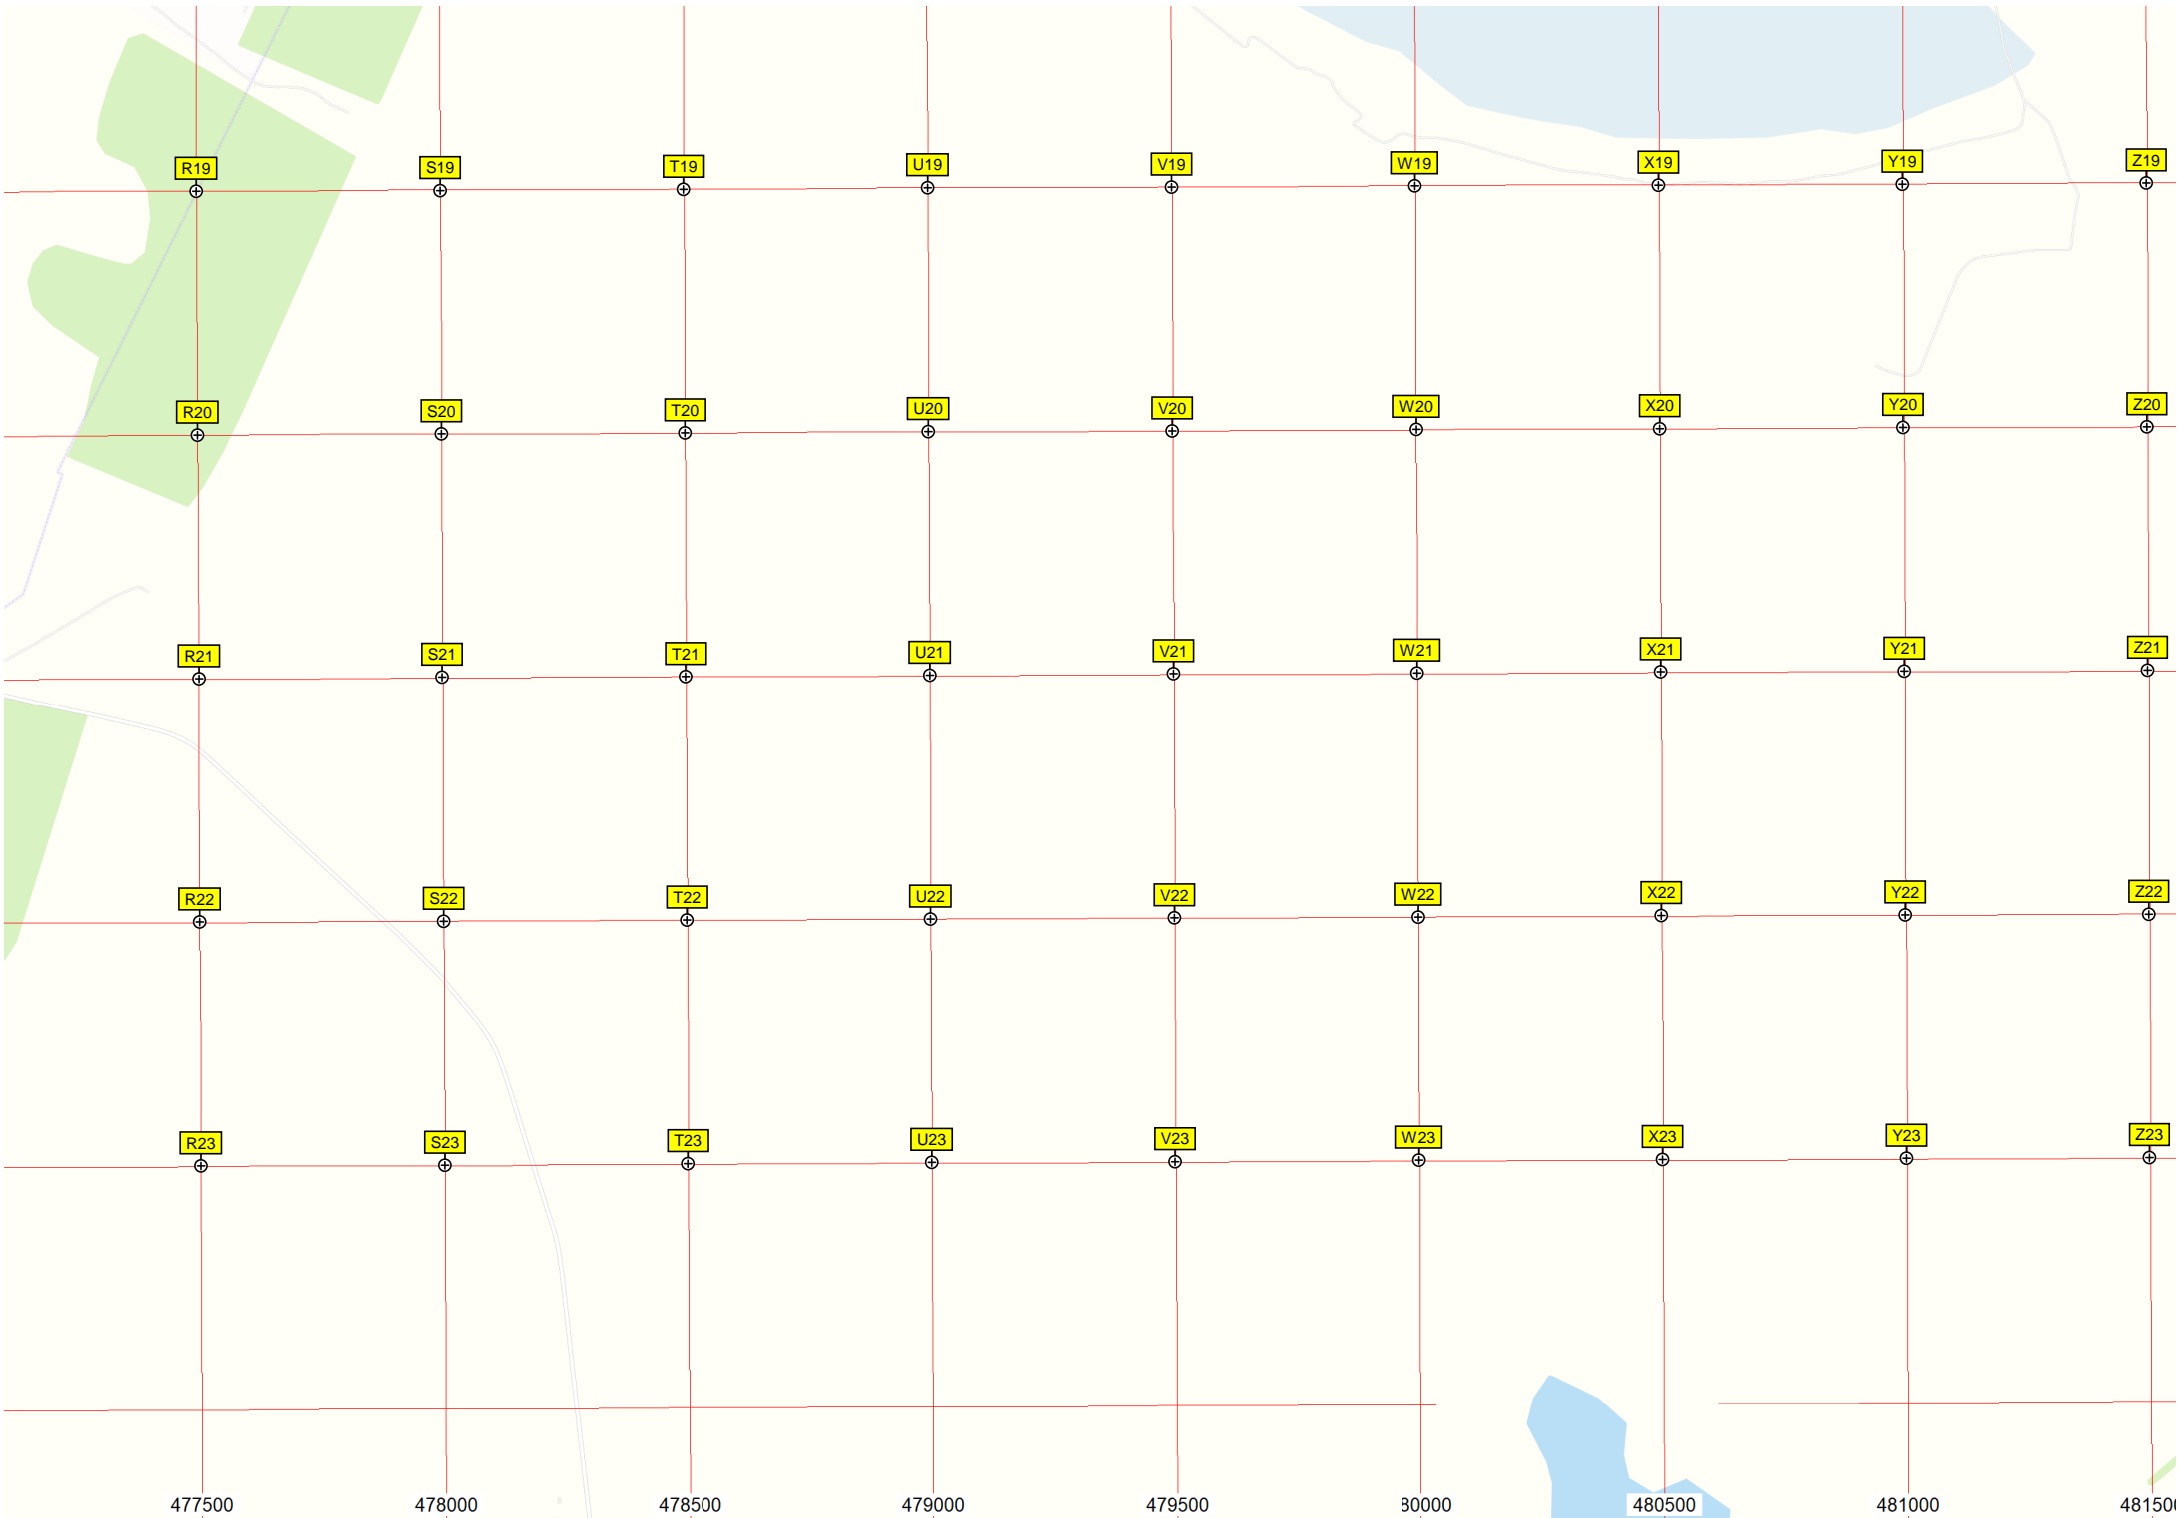 R19 S19 T19 U19 V19 W19 X19 Y19 Z19
R20 S20 T20 U20 V20 W20 X20 Y20 Z20
R21 S21 T21 U21 V21 W21 X21 Y21 Z21
R22 S22 T22 U22 V22 W22 X22 Y22 Z22
R23 S23 T23 U23 V23 W23 X23 Y23 Z23
477500 478000 478500 479000 479500 80000 480500 481000 48150